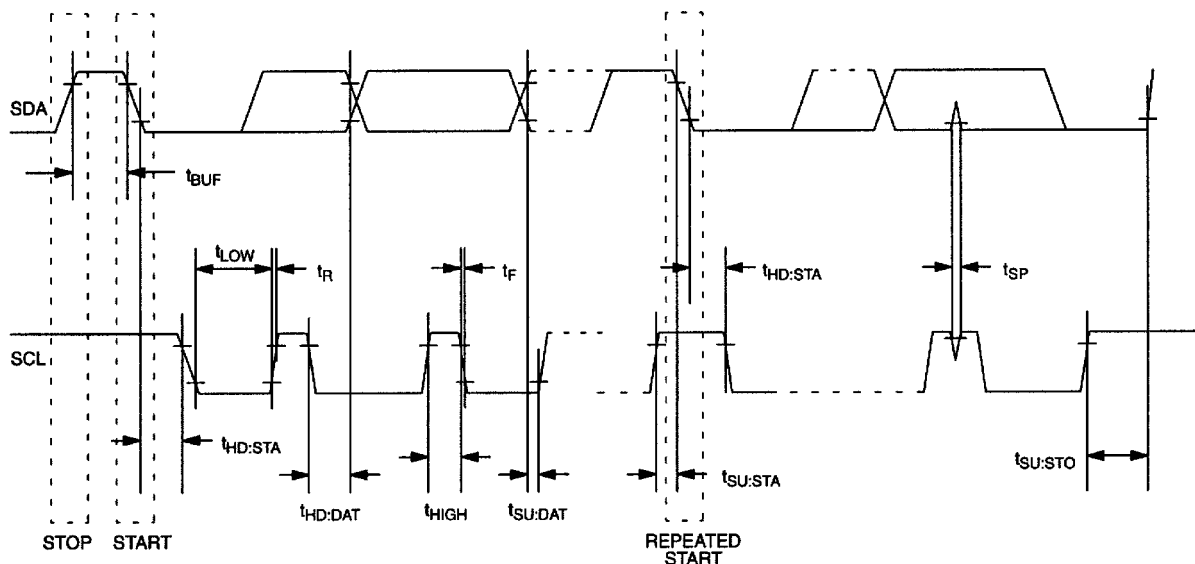 SDA
tBUF
tLOW
tR
tF
tHD:STA
tSP
SCL
tHD:STA
tHD:DAT
tHIGH
tSU:DAT
tSU:STA
tSU:STO
STOP
START
REPEATED
START